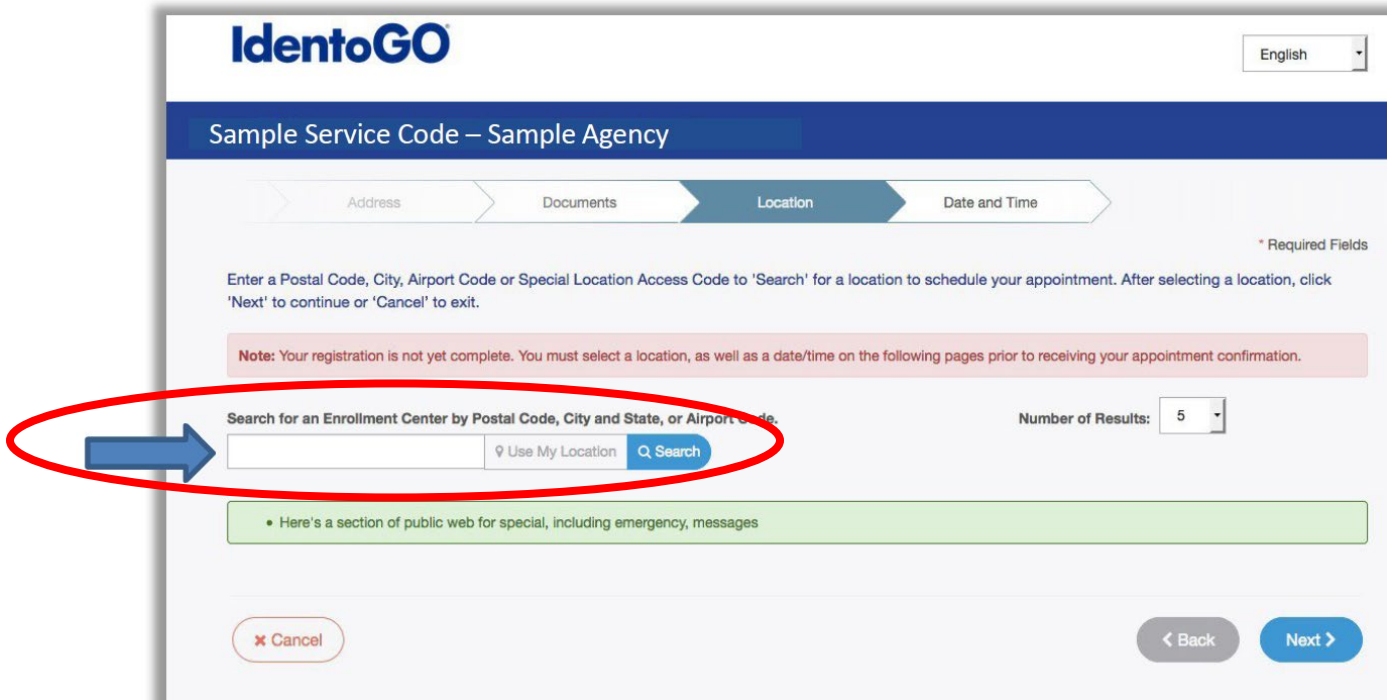 IdentoGO
English
Sample Service Code – Sample Agency
Address
Documents
Location
Date and Time
* Required Fields
Enter a Postal Code, City, Airport Code or Special Location Access Code to 'Search' for a location to schedule your appointment. After selecting a location, click
'Next' to continue or 'Cancel' to exit.
Note: Your registration is not yet complete. You must select a location, as well as a date/time on the following pages prior to receiving your appointment confirmation.
Search for an Enrollment Center by Postal Code, City and State, or Airport Code.
Number of Results: 5
Use My Location
Search
• Here's a section of public web for special, including emergency, messages
Cancel
Back
Next